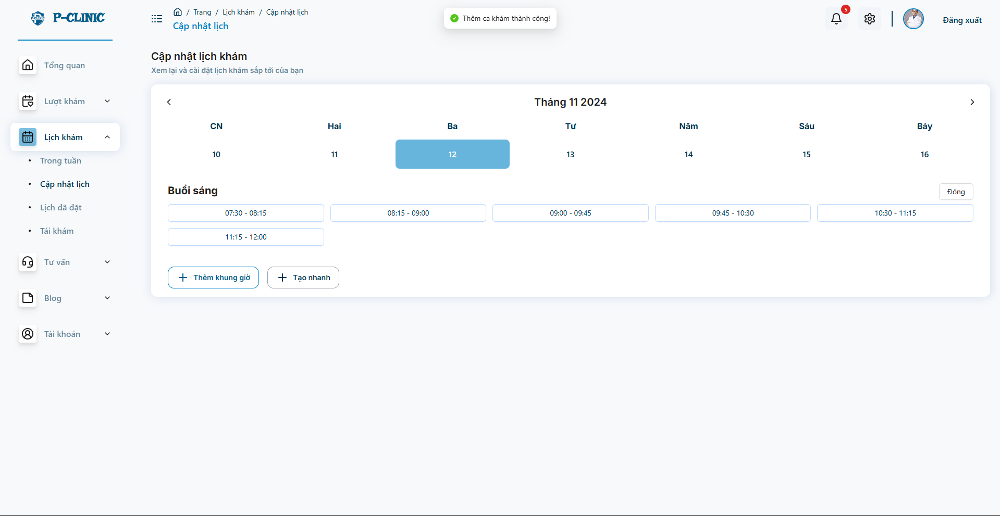 P-CLINIC
P-CLINIC
/ Trang / Lịch khám / Cập nhật lịch
Cập nhật lịch
Thêm ca khám thành công!
5
Đăng xuất
Tổng quan
Lượt khám
Lịch khám
• Trong tuần
• Cập nhật lịch
• Lịch đã đặt
• Tái khám
Tư vấn
Blog
Tài khoản
Cập nhật lịch khám
Xem lại và cài đặt lịch khám sắp tới của bạn
Tháng 11 2024
CN Hai Ba Tư Năm Sáu Bảy
10 11 12 13 14 15 16
Buổi sáng
Đóng
07:30 - 08:15 08:15 - 09:00 09:00 - 09:45 09:45 - 10:30 10:30 - 11:15
11:15 - 12:00
Thêm khung giờ Tạo nhanh